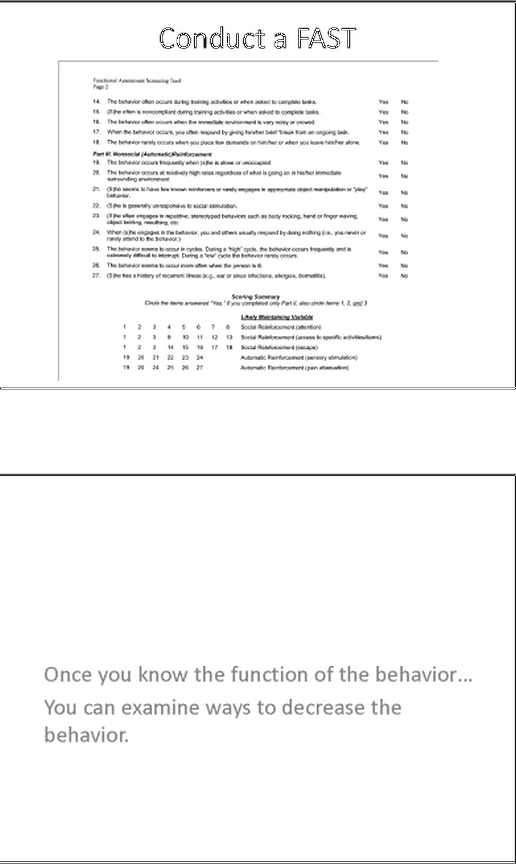 Conduct a FAST
Functional Assessment Screening Tool
Page 2
14. The behavior often occurs during training activities or when asked to complete tasks. Yes No
15. (S)he often is noncompliant during training activities or when asked to complete tasks. Yes No
16. The behavior often occurs when the immediate environment is very noisy or crowed. Yes No
17. When the behavior occurs, you often respond by giving him/her brief "break from an ongoing task. Yes No
18. The behavior rarely occurs when you place few demands on him/her or when you leave him/her alone. Yes No
Part III. Nonsocial (Automatic)Reinforcement
19. The behavior occurs frequently when (s)he is alone or unoccupied Yes No
20. The behavior occurs at relatively high rates regardless of what is going on in his/her immediate
surrounding environment Yes No
21. (S)he seems to have few known reinforcers or rarely engages in appropriate object manipulation or "play"
behavior. Yes No
22. (S)he is generally unresponsive to social stimulation. Yes No
23. (S)he often engages in repetitive, stereotyped behaviors such as body rocking, hand or finger waving,
object twirling, mouthing, etc. Yes No
24. When (s)he engages in the behavior, you and others usually respond by doing nothing (i.e., you never or
rarely attend to the behavior.) Yes No
25. The behavior seems to occur in cycles. During a "high" cycle, the behavior occurs frequently and is
extremely difficult to interrupt. During a "low" cycle the behavior rarely occurs. Yes No
26. The behavior seems to occur more often when the person is ill. Yes No
27. (S)he has a history of recurrent illness (e.g., ear or sinus infections, allergies, dermatitis). Yes No
Scoring Summary
Circle the items answered "Yes." If you completed only Part II, also circle items 1, 2, and 3
Likely Maintaining Variable
1 2 3 4 5 6 7 8 Social Reinforcement (attention)
1 2 3 9 10 11 12 13 Social Reinforcement (access to specific activities/items)
1 2 3 14 15 16 17 18 Social Reinforcement (escape)
19 20 21 22 23 24 Automatic Reinforcement (sensory stimulation)
19 20 24 25 26 27 Automatic Reinforcement (pain attenuation)
Once you know the function of the behavior...
You can examine ways to decrease the
behavior.